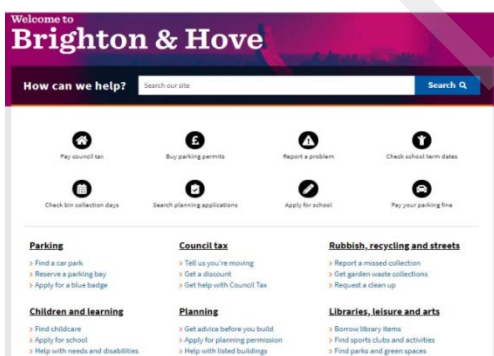 Welcome to
Brighton & Hove
How can we help?
Search our site
Search
Pay council tax
Buy parking permits
Report a problem
Check school term dates
Check bin collection days
Search planning applications
Apply for school
Pay your parking fine
Parking
Council tax
Rubbish, recycling and streets
> Find a car park
> Tell us you're moving
> Report a missed collection
> Reserve a parking bay
> Get a discount
> Get garden waste collections
> Apply for a blue badge
> Get help with Council Tax
> Request a clean up
Children and learning
Planning
Libraries, leisure and arts
> Find childcare
> Get advice before you build
> Borrow library items
> Apply for school
> Apply for planning permission
> Find sports clubs and activities
> Help with needs and disabilities
> Help with listed buildings
> Find parks and green spaces